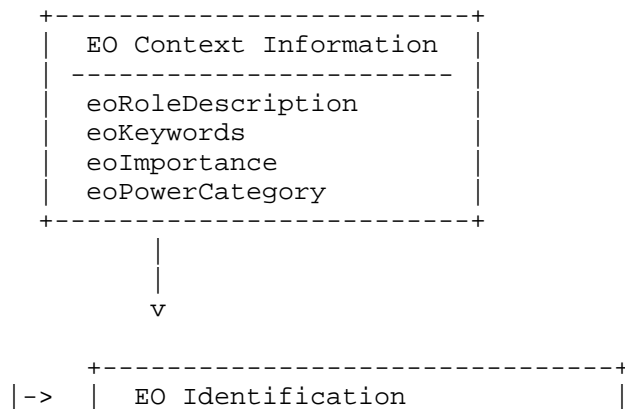 EO Context Information
eoRoleDescription
eoKeywords
eoImportance
eoPowerCategory
v
|-> | EO Identification |